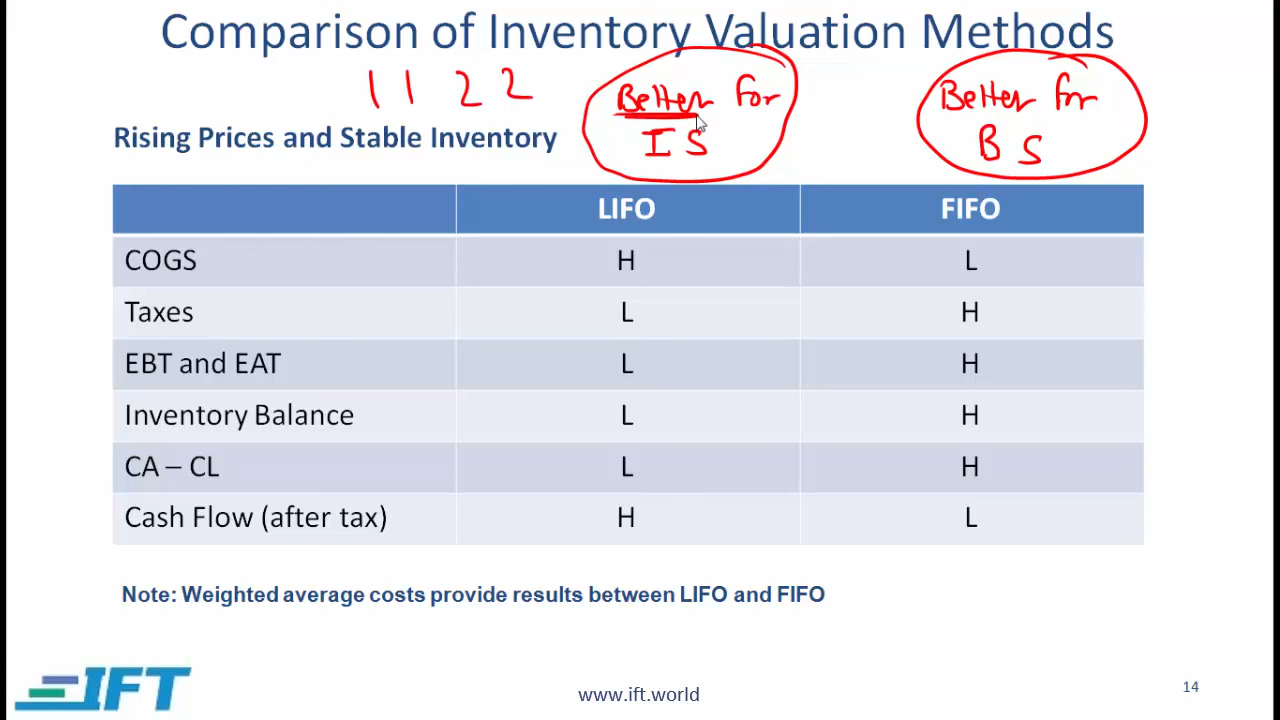 Comparison of Inventory Valuation Methods
1 1 2 2
Better for
I S
Better for
B S
Rising Prices and Stable Inventory
LIFO FIFO
COGS H L
Taxes L H
EBT and EAT L H
Inventory Balance L H
CA – CL L H
Cash Flow (after tax) H L
Note: Weighted average costs provide results between LIFO and FIFO
IFT
www.ift.world
14